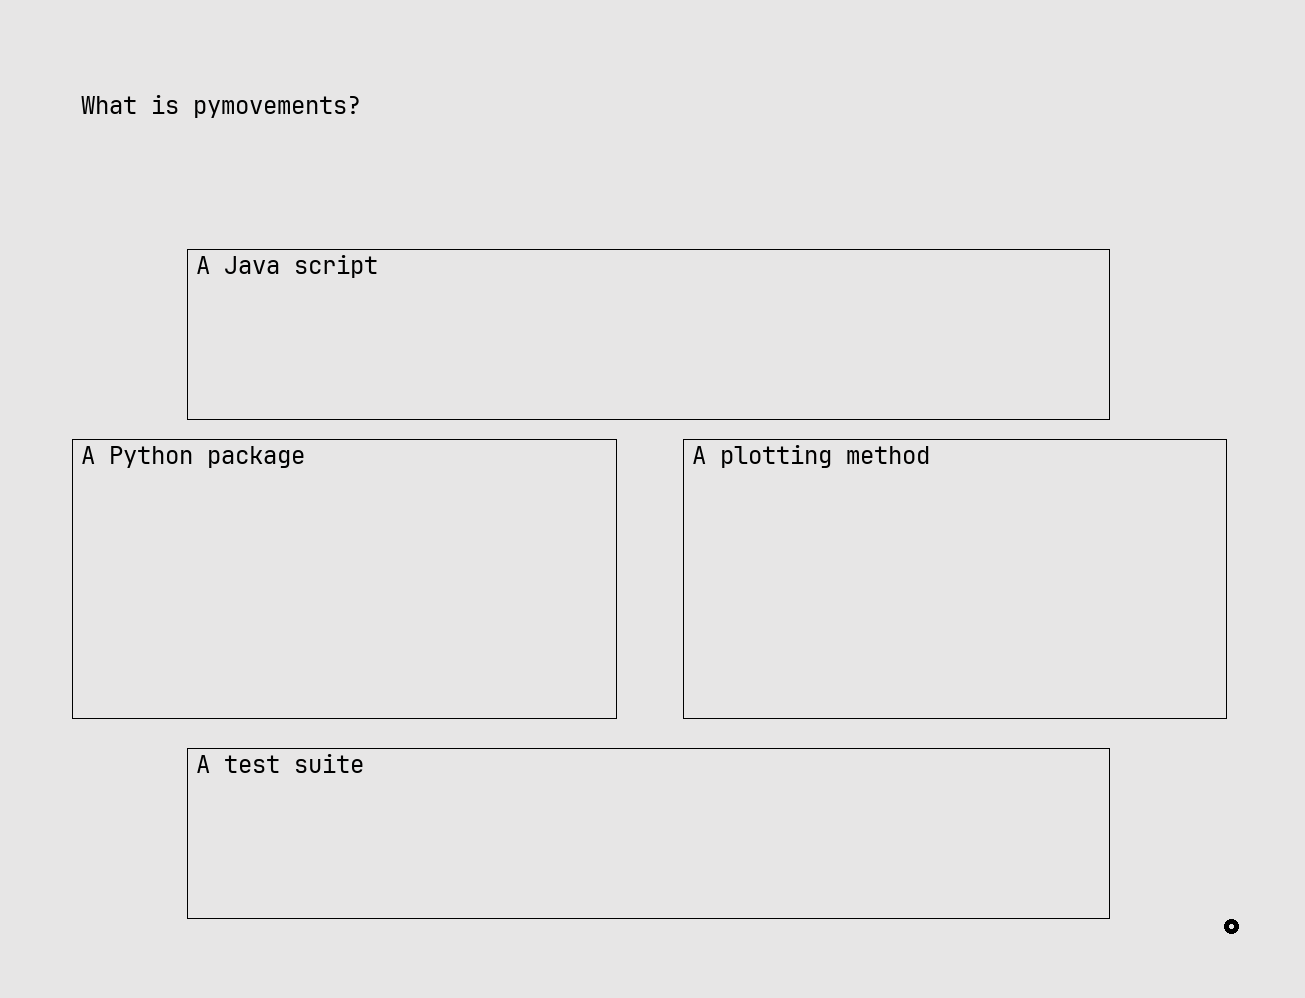 What is pymovements?
A Java script
A Python package
A plotting method
A test suite